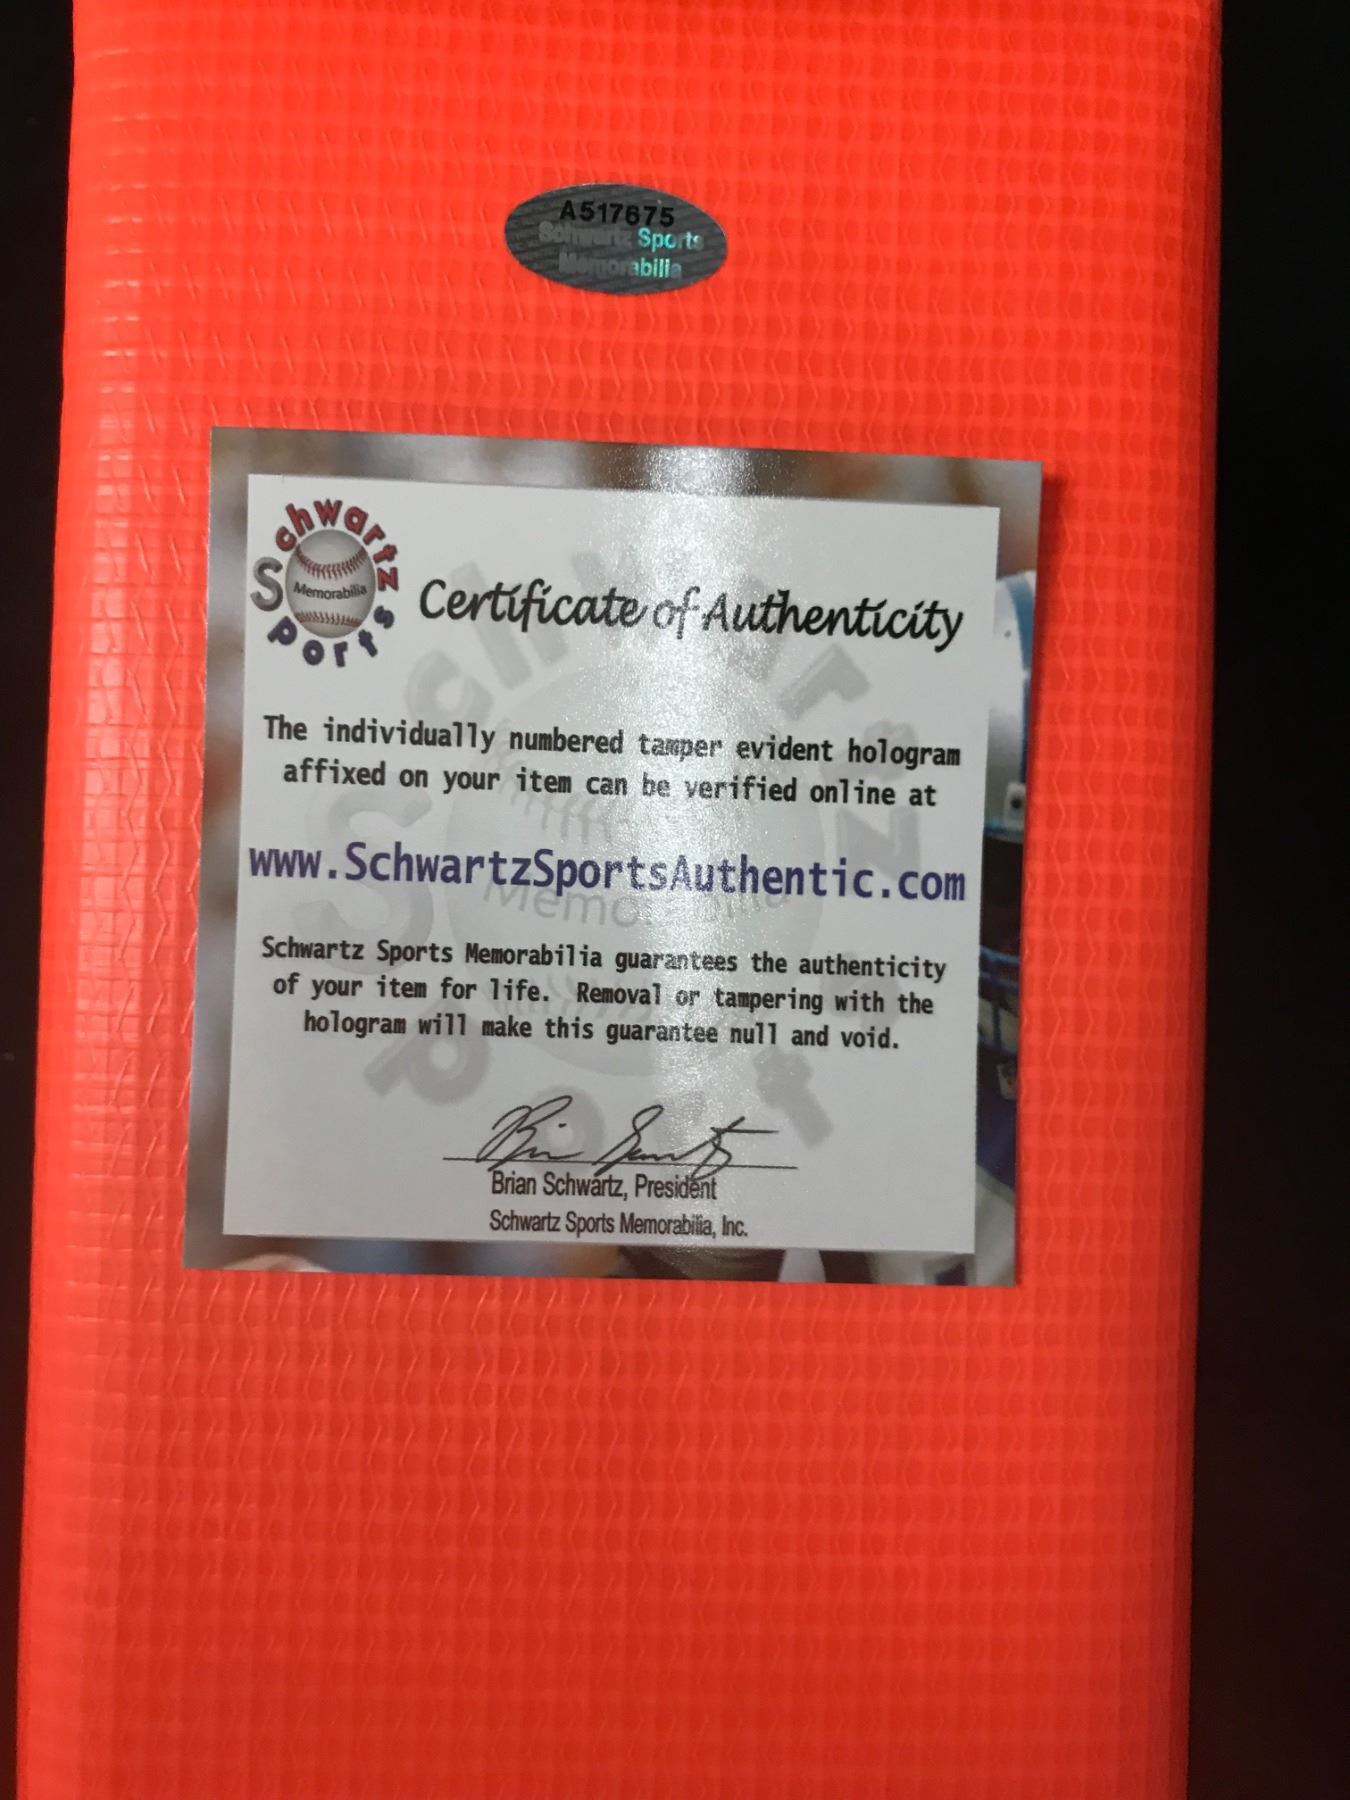 A517675
Schwartz Sports
Memorabilia
Schwartz
Sports
Memorabilia
Certificate of Authenticity
The individually numbered tamper evident hologram
affixed on your item can be verified online at
www.SchwartzSportsAuthentic.com
Schwartz Sports Memorabilia guarantees the authenticity
of your item for life. Removal or tampering with the
hologram will make this guarantee null and void.
Brian Schwartz
Brian Schwartz, President
Schwartz Sports Memorabilia, Inc.